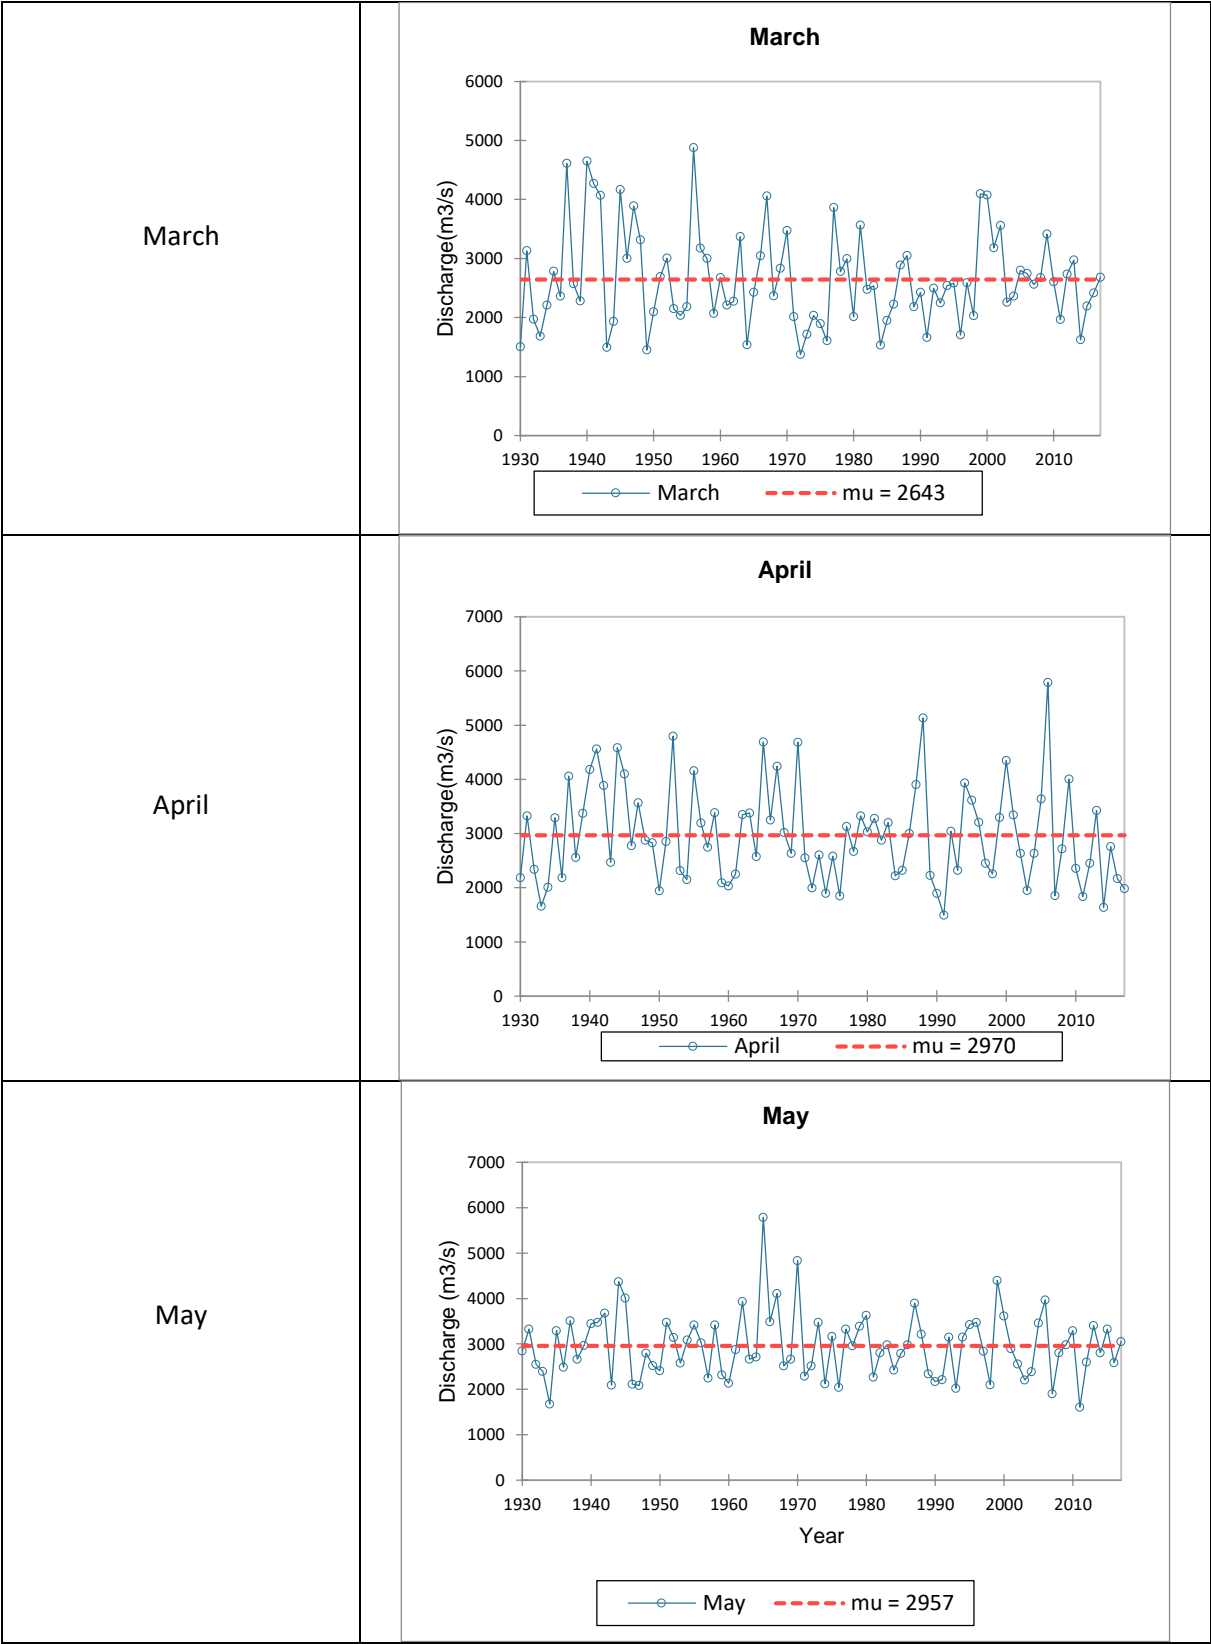 March
March
6000
5000
4000
3000
2000
1000
0
Discharge(m3/s)
1930 1940 1950 1960 1970 1980 1990 2000 2010
March mu = 2643
April
April
7000
6000
5000
4000
3000
2000
1000
0
Discharge(m3/s)
1930 1940 1950 1960 1970 1980 1990 2000 2010
April mu = 2970
May
May
7000
6000
5000
4000
3000
2000
1000
0
Discharge (m3/s)
1930 1940 1950 1960 1970 1980 1990 2000 2010
Year
May mu = 2957